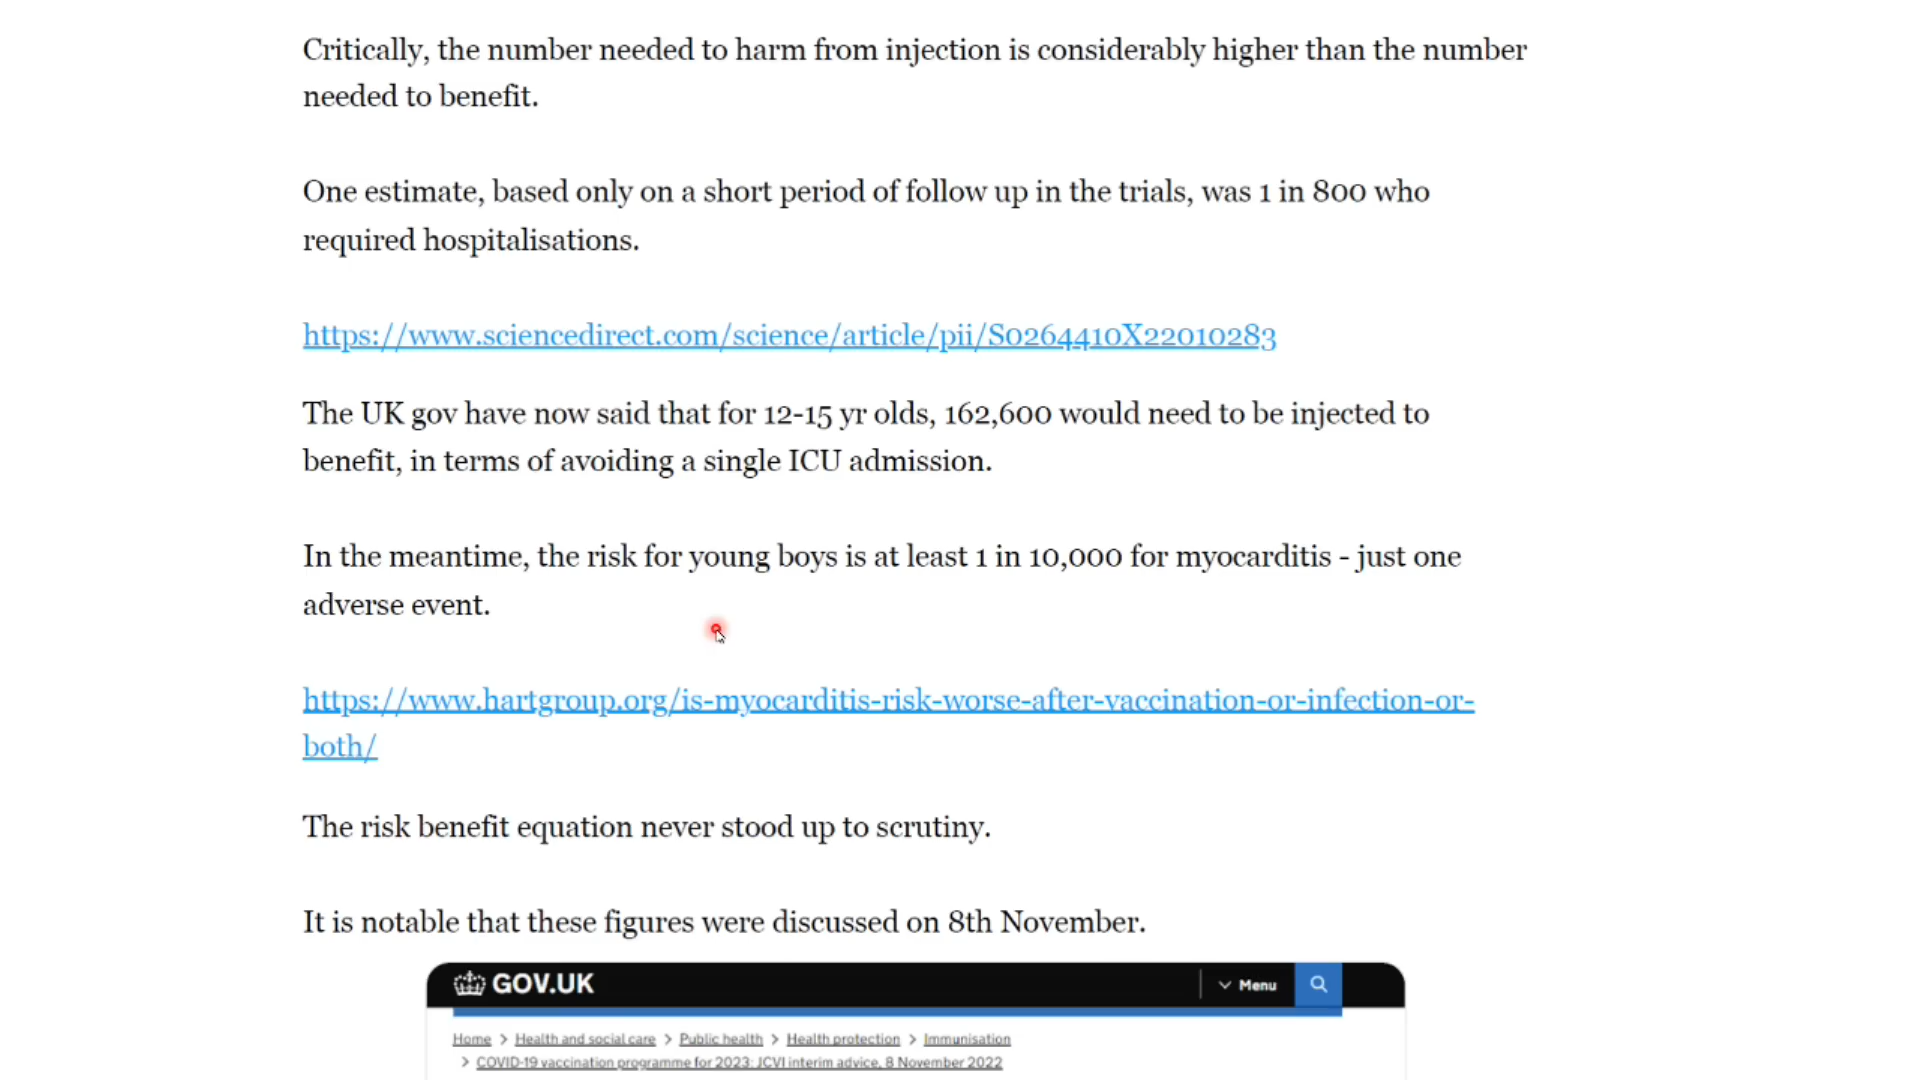 Critically, the number needed to harm from injection is considerably higher than the number
needed to benefit.
One estimate, based only on a short period of follow up in the trials, was 1 in 800 who
required hospitalisations.
https://www.sciencedirect.com/science/article/pii/S0264410X22010283
The UK gov have now said that for 12-15 yr olds, 162,600 would need to be injected to
benefit, in terms of avoiding a single ICU admission.
In the meantime, the risk for young boys is at least 1 in 10,000 for myocarditis - just one
adverse event.
https://www.hartgroup.org/is-myocarditis-risk-worse-after-vaccination-or-infection-or-
both/
The risk benefit equation never stood up to scrutiny.
It is notable that these figures were discussed on 8th November.
GOV.UK Menu
Home > Health and social care > Public health > Health protection > Immunisation
> COVID-19 vaccination programme for 2023: JCVI interim advice, 8 November 2022